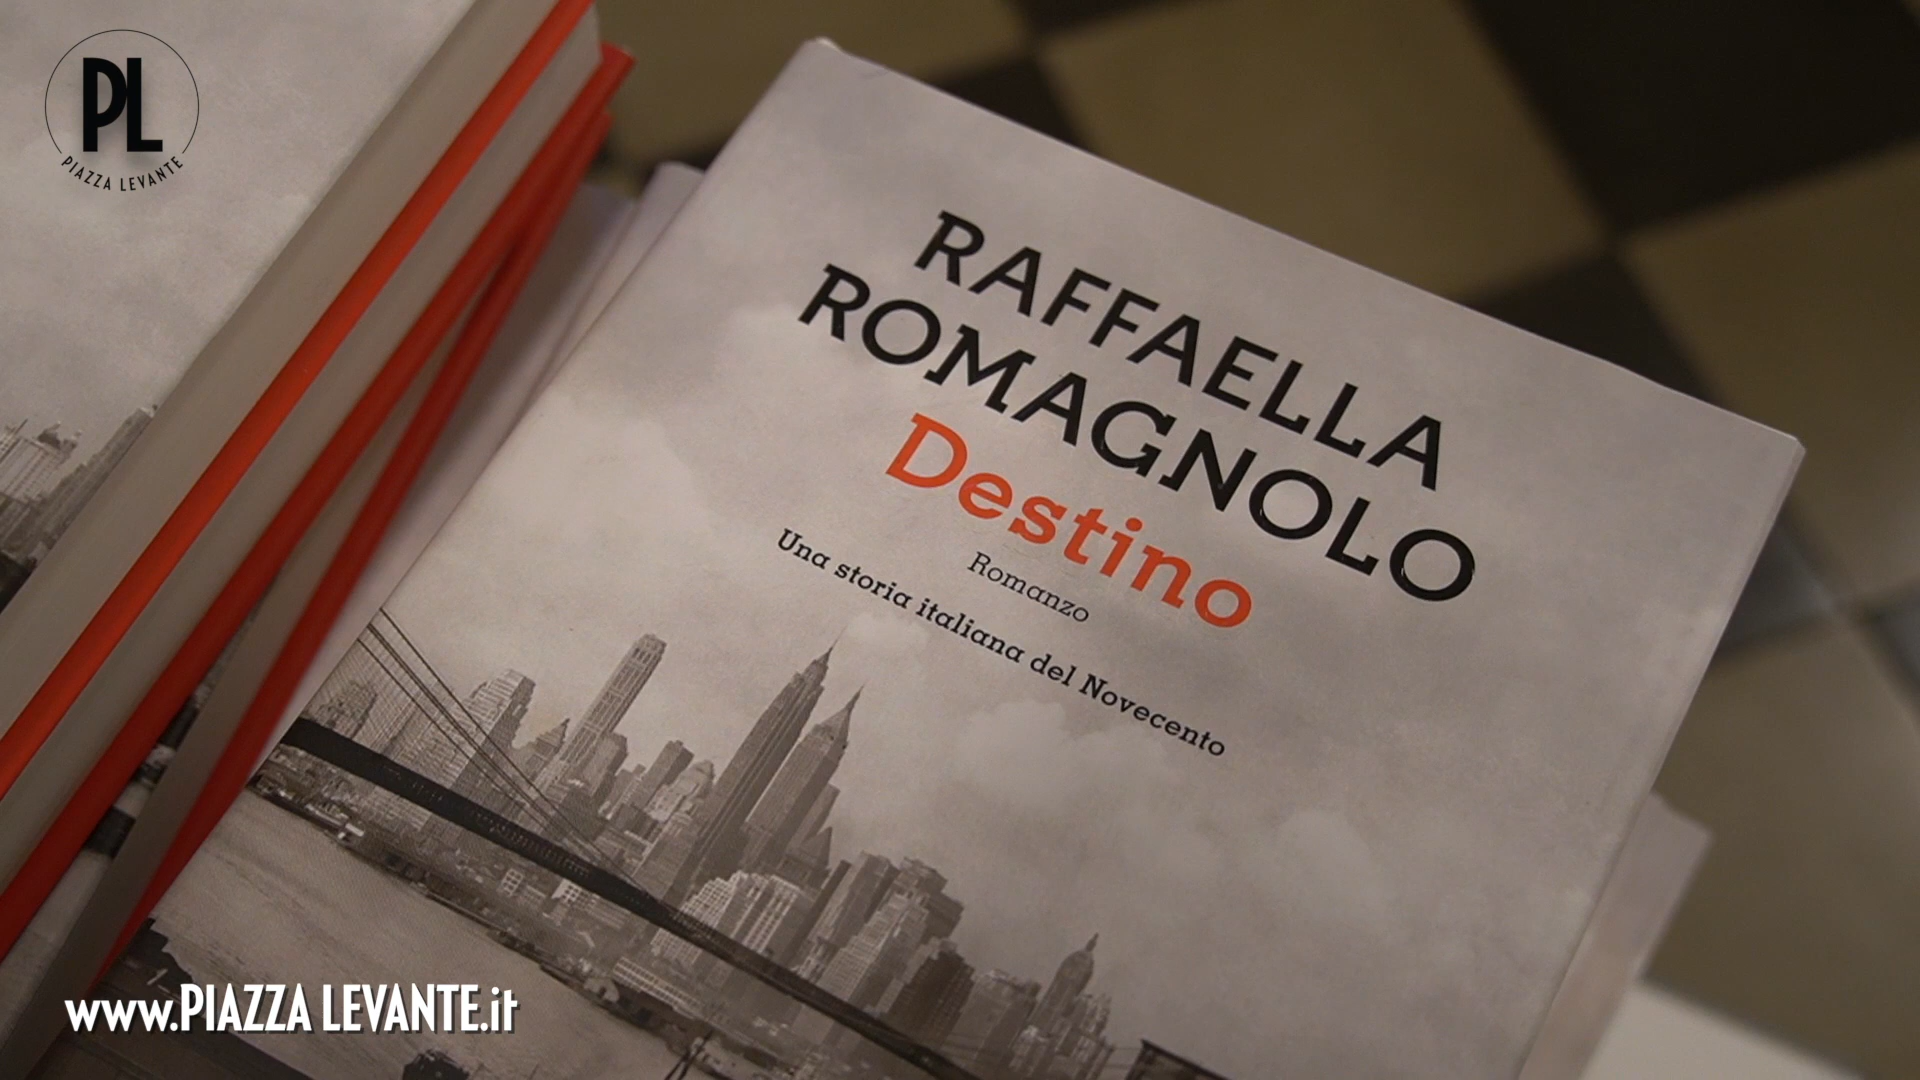 PL
PIAZZA LEVANTE
RAFFAELLA
ROMAGNOLO
Destino
Romanzo
Una storia italiana del Novecento
www.PIAZZA LEVANTE.it